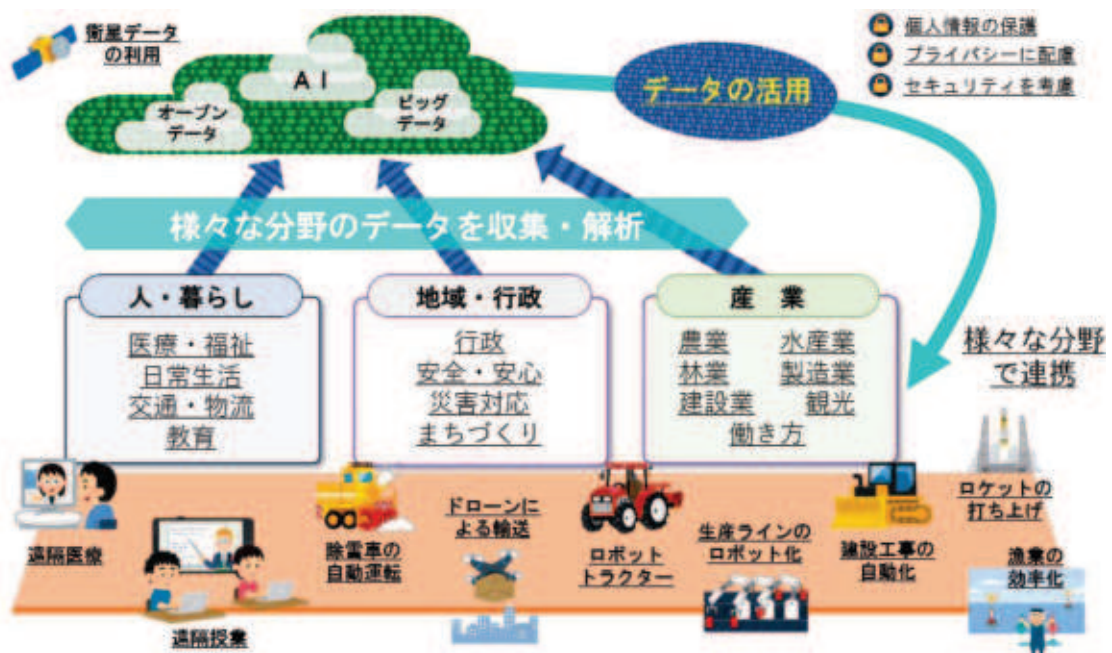 衛星データ
の利用
AI
オープン
データ
ビッグ
データ
データの活用
個人情報の保護
プライバシーに配慮
セキュリティを考慮
様々な分野のデータを収集・解析
人・暮らし
医療・福祉
日常生活
交通・物流
教育
地域・行政
行政
安全・安心
災害対応
まちづくり
産業
農業 水産業
林業 製造業
建設業 観光
働き方
様々な分野
で連携
遠隔医療
遠隔授業
除雪車の
自動運転
ドローンに
よる輸送
ロボット
トラクター
生産ラインの
ロボット化
建設工事の
自動化
ロケットの
打ち上げ
漁業の
効率化